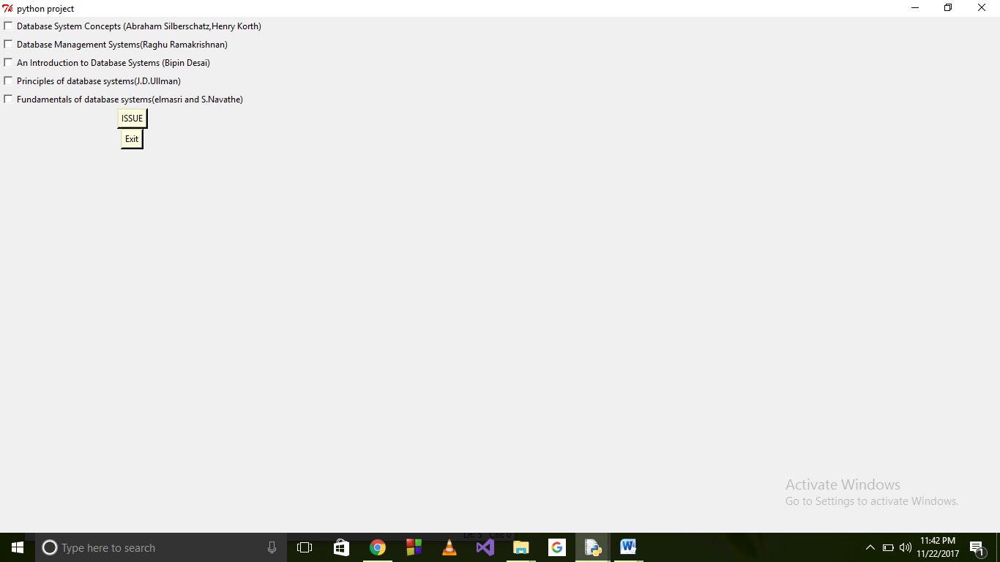 python project
Database System Concepts (Abraham Silberschatz,Henry Korth)
Database Management Systems(Raghu Ramakrishnan)
An Introduction to Database Systems (Bipin Desai)
Principles of database systems(J.D.Ullman)
Fundamentals of database systems(elmasri and S.Navathe)
ISSUE
Exit
Activate Windows
Go to Settings to activate Windows.
Ln: 5 Col: 0
Type here to search
11:42 PM
11/22/2017
1